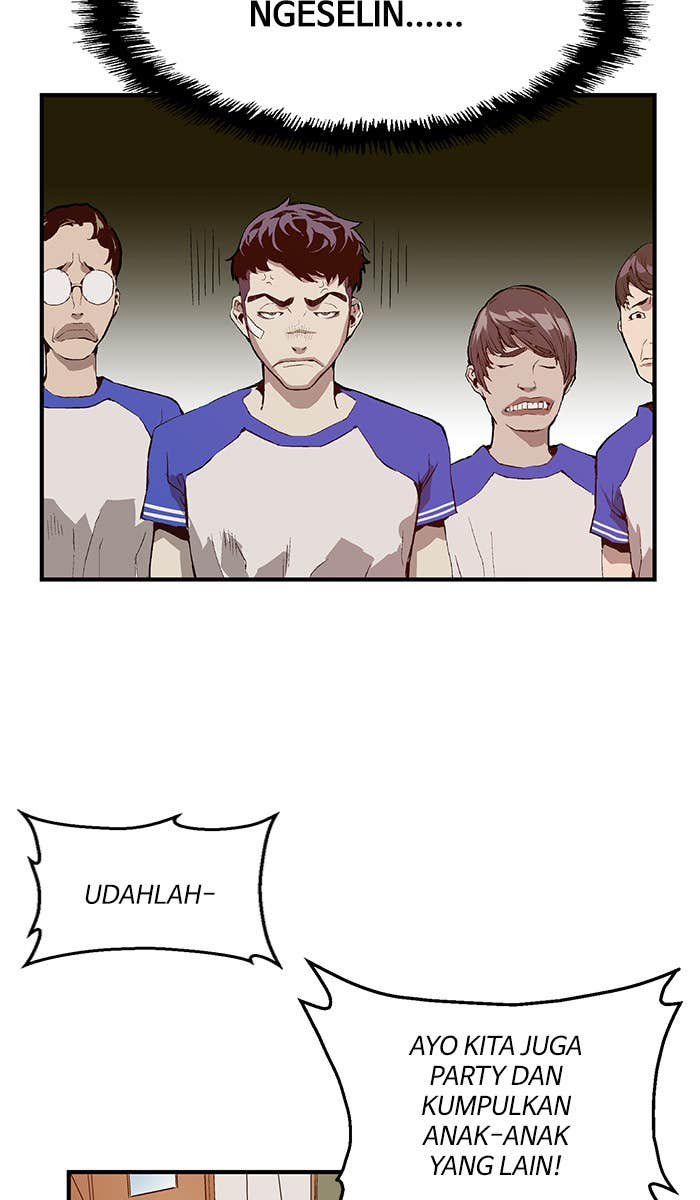 NGESELIN......
UDAHLAH-
AYO KITA JUGA
PARTY DAN
KUMPULKAN
ANAK-ANAK
YANG LAIN!